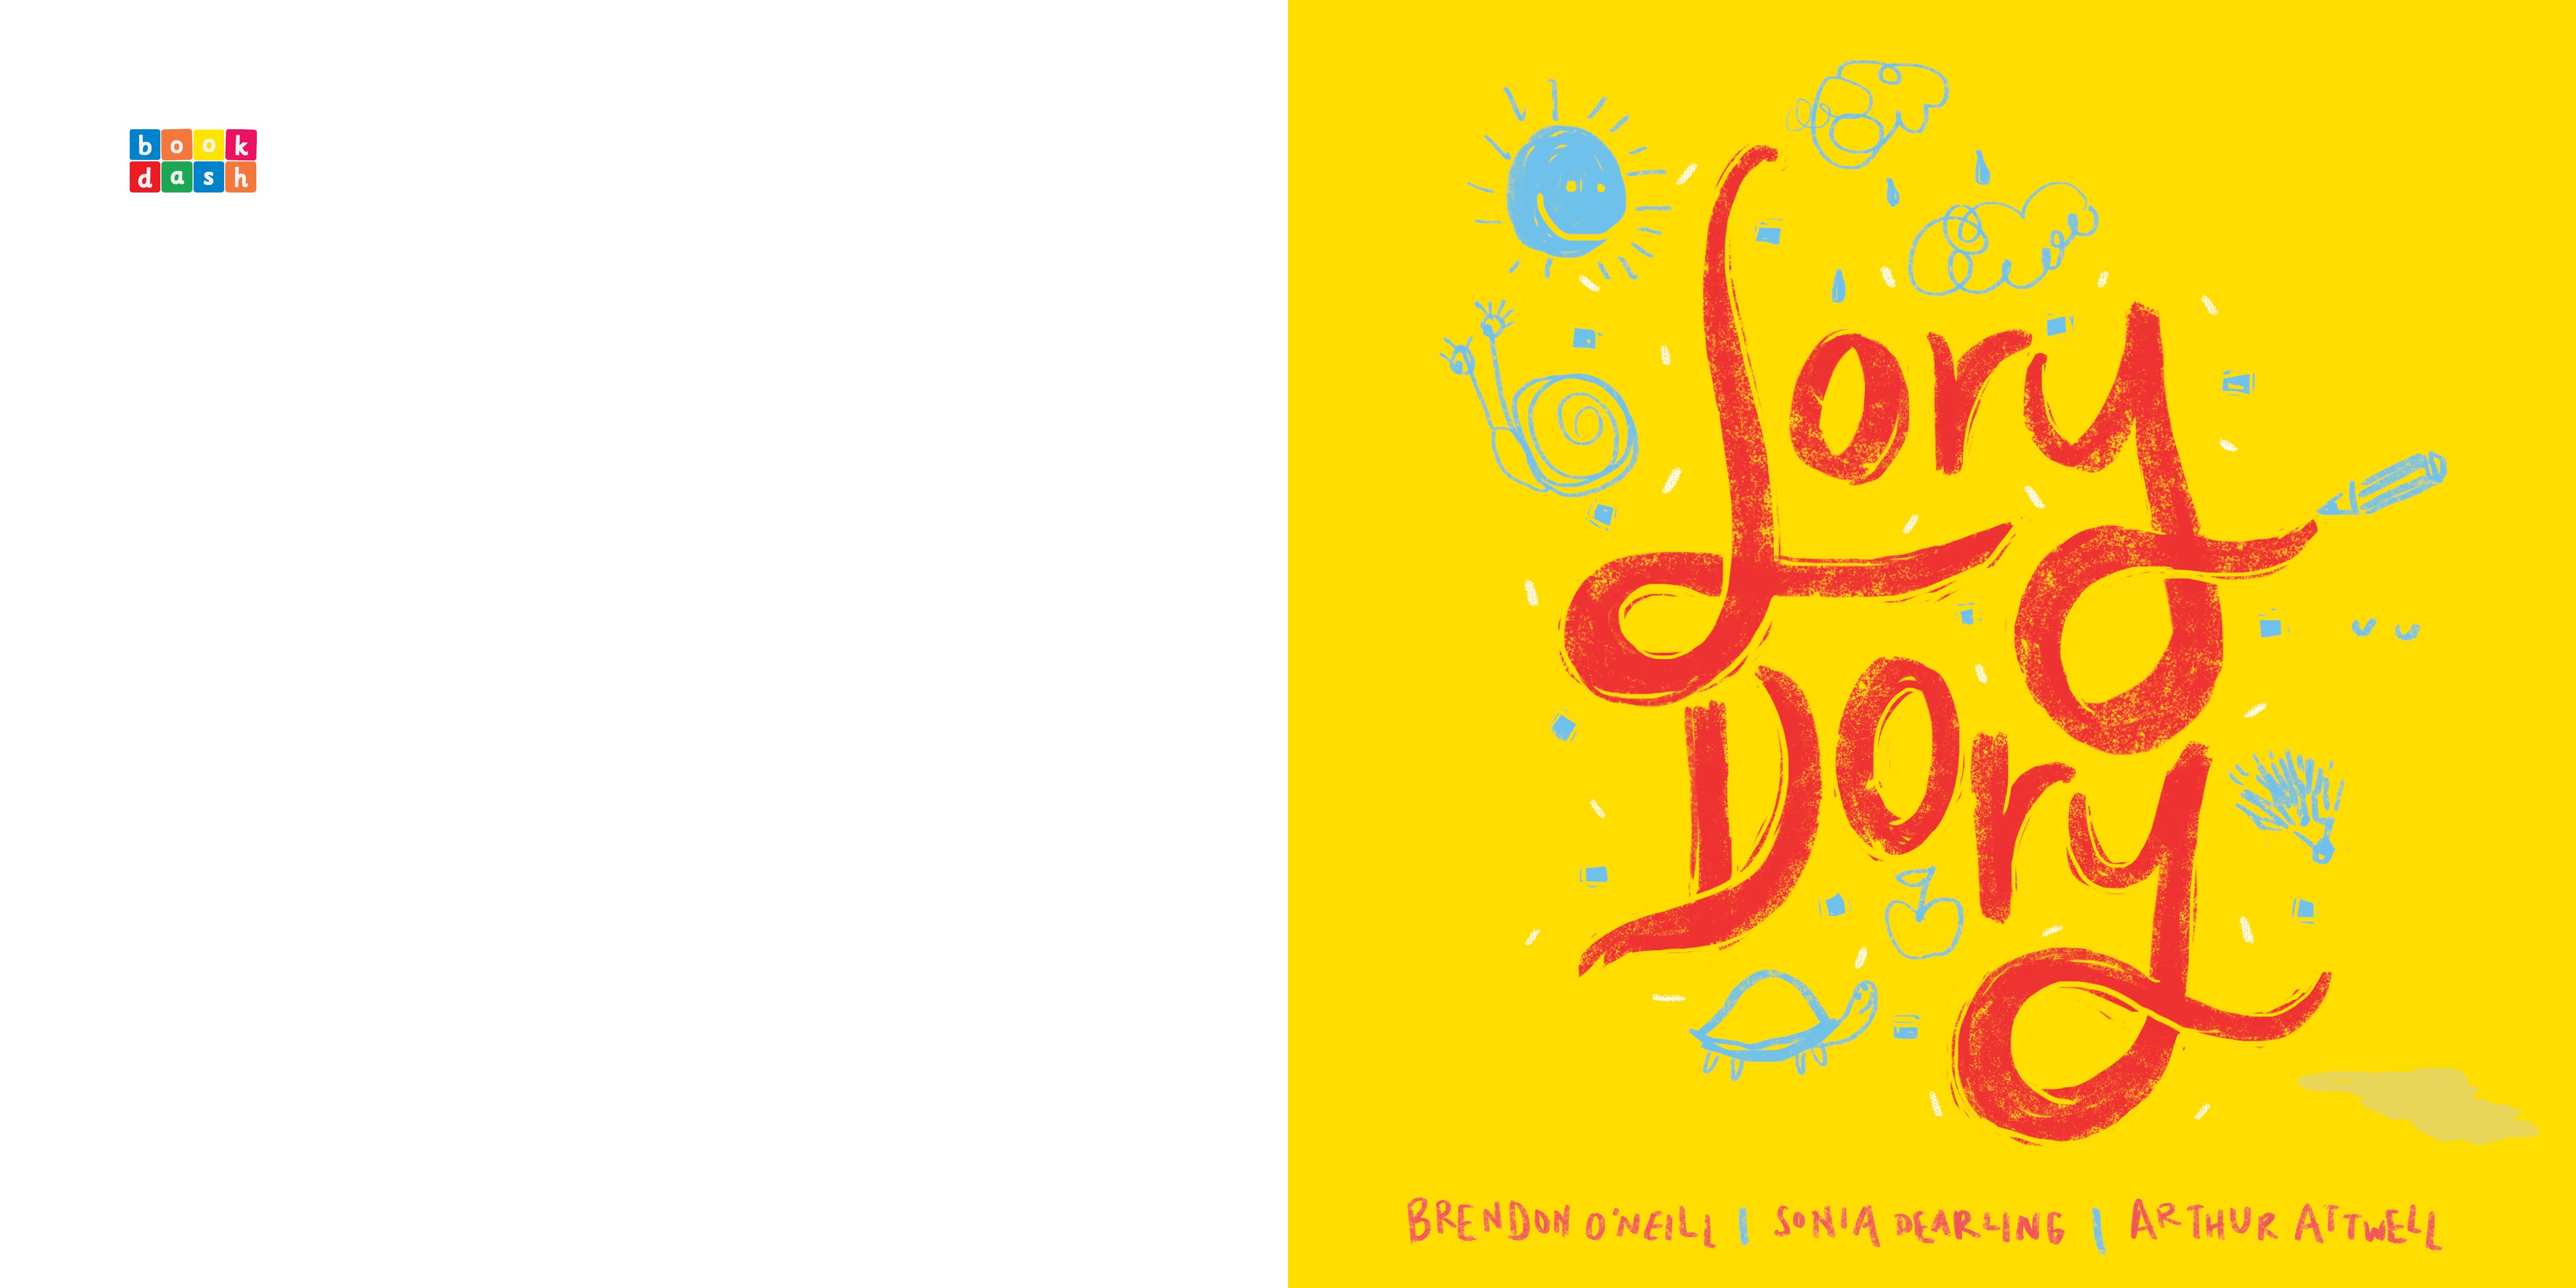 book
dash
Lory
Dory
BRENDON O'NEILL | SONIA DEARLING | ARTHUR ATTWELL